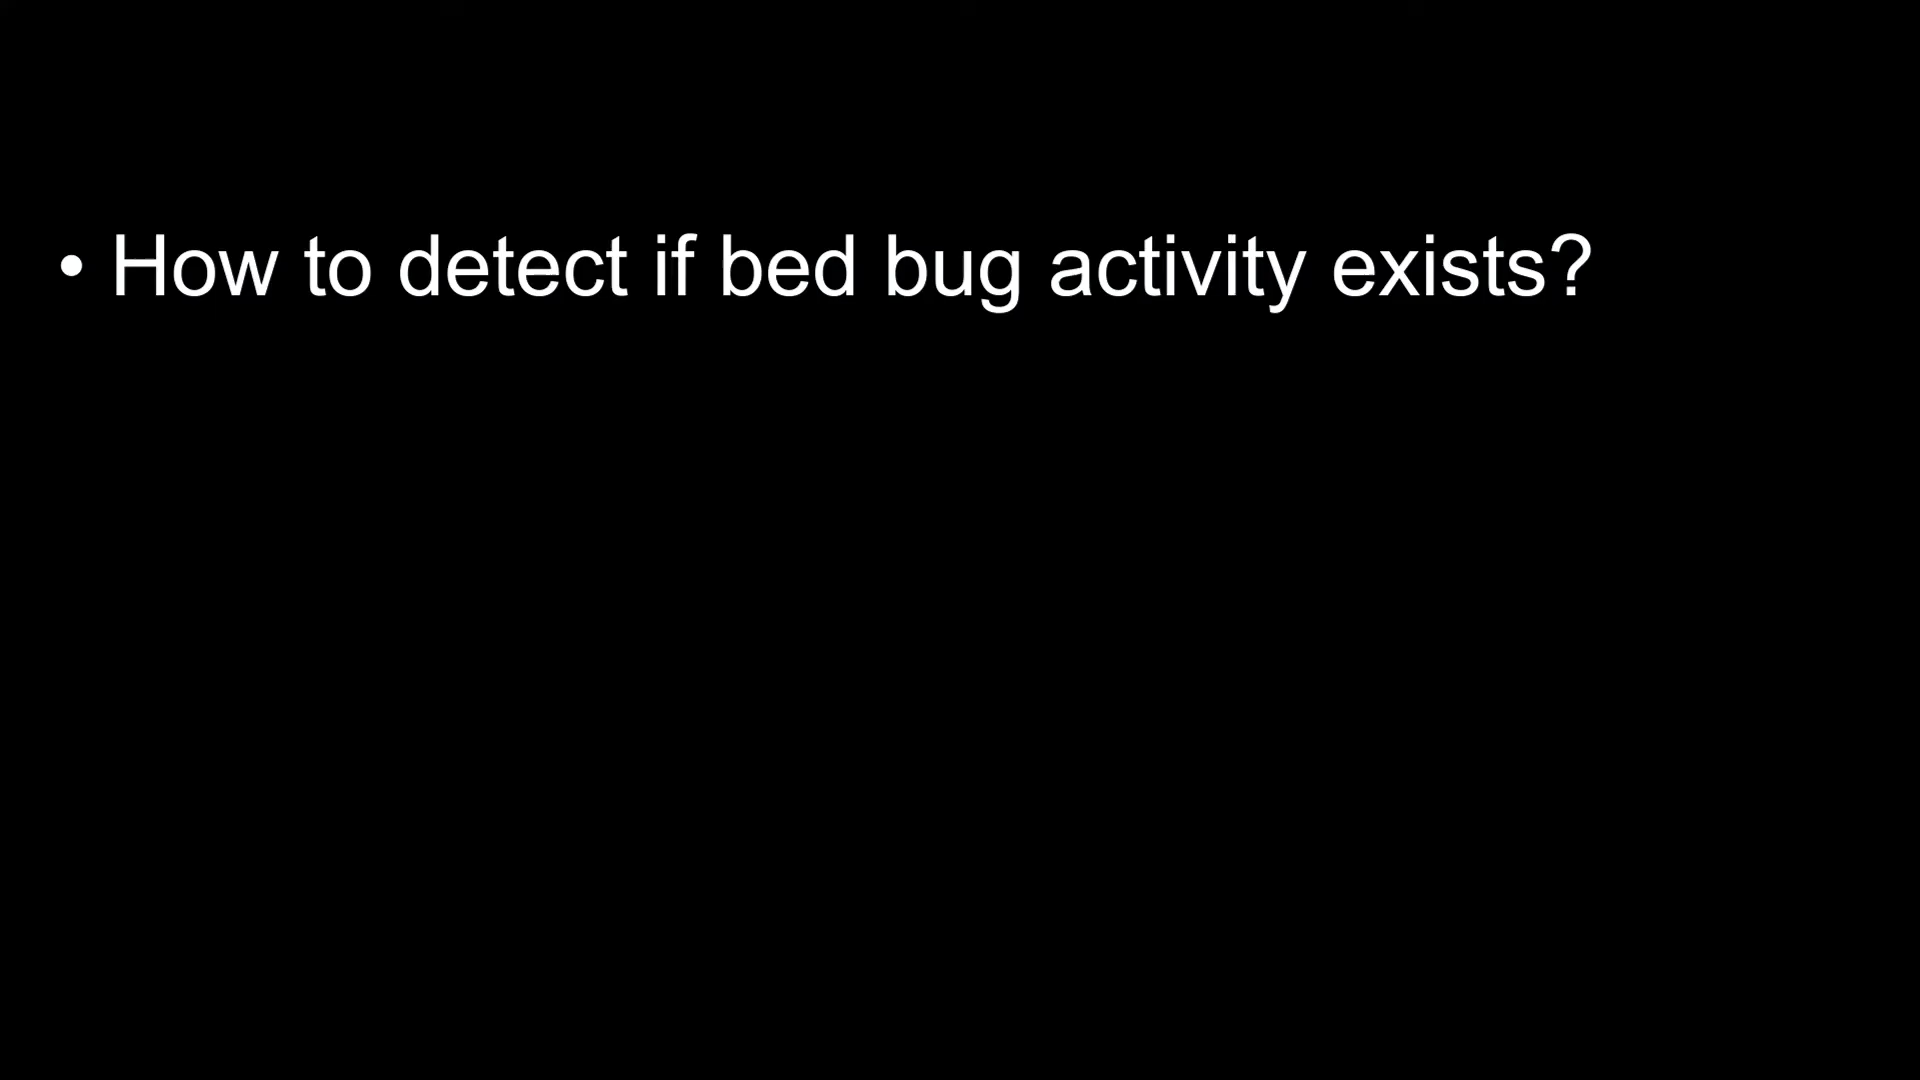 • How to detect if bed bug activity exists?